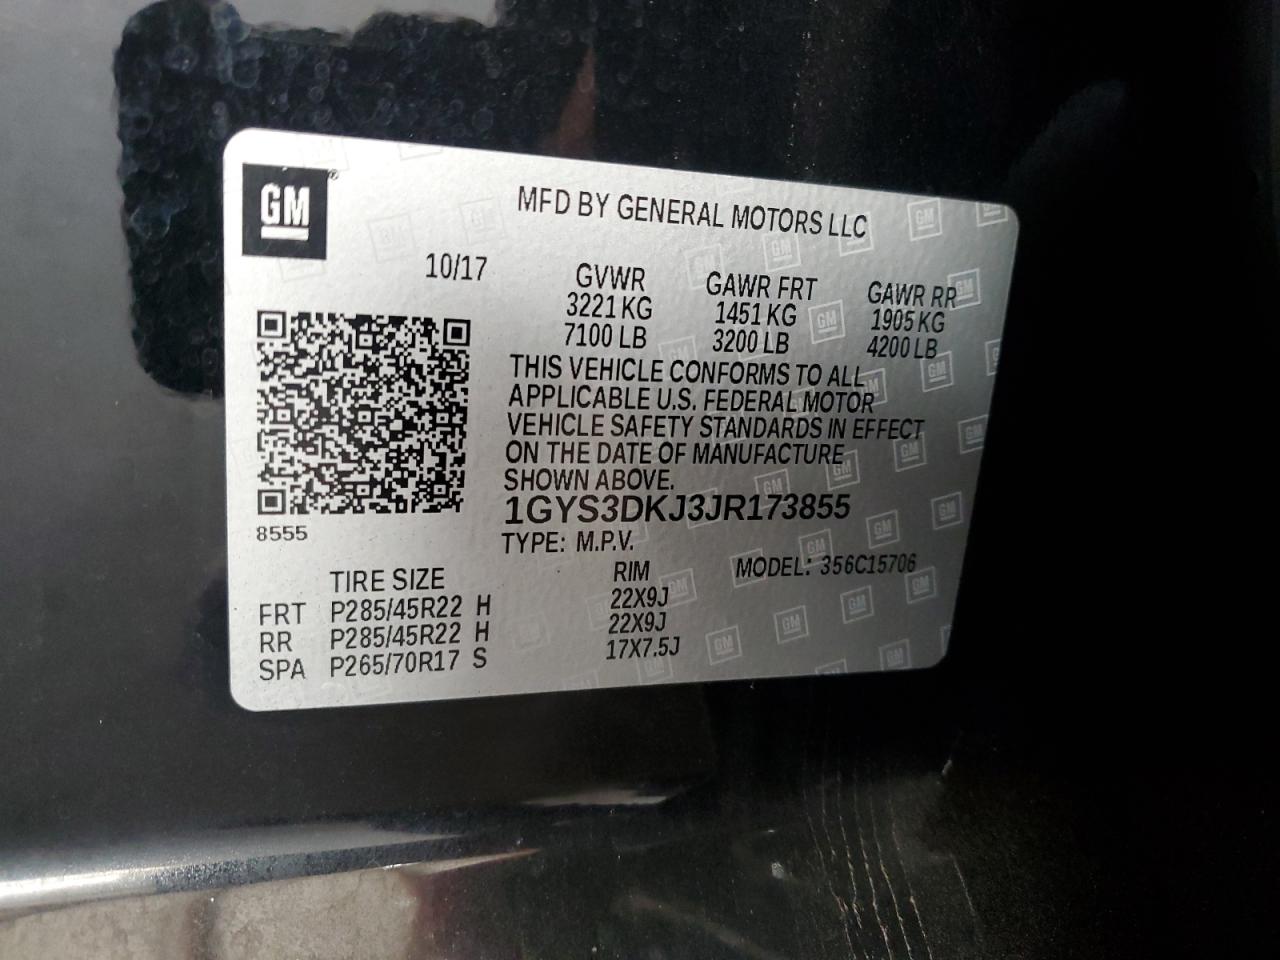 GM
MFD BY GENERAL MOTORS LLC
10/17
GVWR GAWR FRT GAWR RR
3221 KG 1451 KG 1905 KG
7100 LB 3200 LB 4200 LB
THIS VEHICLE CONFORMS TO ALL
APPLICABLE U.S. FEDERAL MOTOR
VEHICLE SAFETY STANDARDS IN EFFECT
ON THE DATE OF MANUFACTURE
SHOWN ABOVE.
1GYS3DKJ3JR173855
8555
TYPE: M.P.V. MODEL: 356C15706
TIRE SIZE RIM
FRT P285/45R22 H 22X9J
RR P285/45R22 H 22X9J
SPA P265/70R17 S 17X7.5J